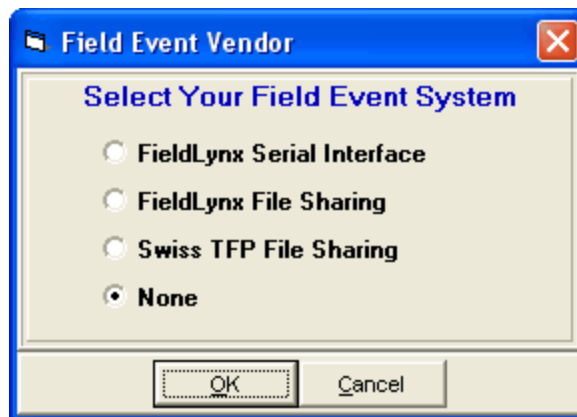 Field Event Vendor
Select Your Field Event System
FieldLynx Serial Interface
FieldLynx File Sharing
Swiss TFP File Sharing
None
OK Cancel